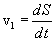 v₁ = dS/dt